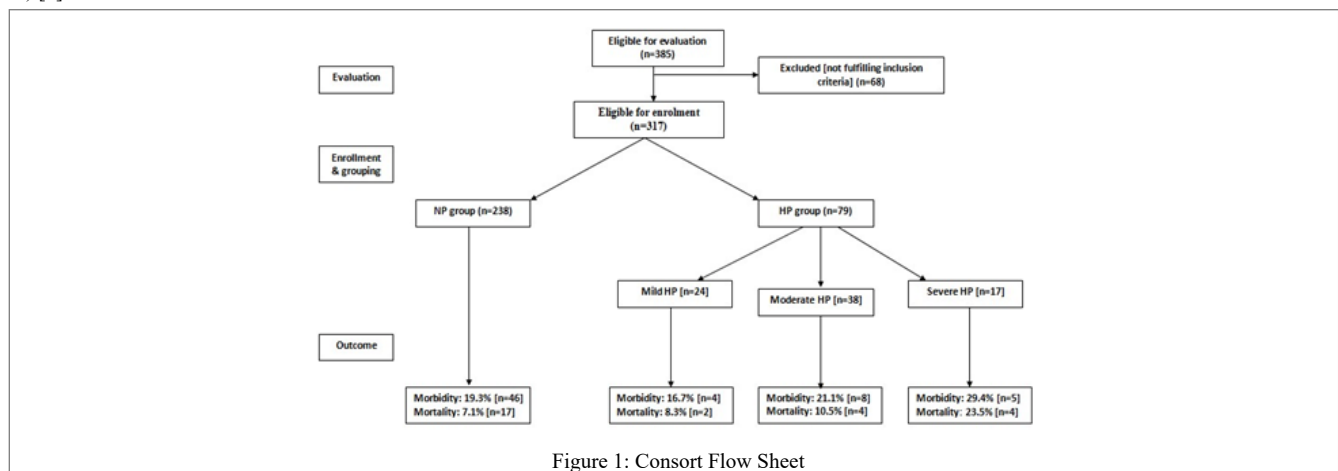 Eligible for evaluation
(n=385)
Evaluation
Excluded [not fulfilling inclusion
criteria] (n=68)
Eligible for enrolment
(n=317)
Enrollment
& grouping
NP group (n=238)
HP group (n=79)
Mild HP [n=24]
Moderate HP [n=38]
Severe HP [n=17]
Outcome
Morbidity: 19.3% [n=46]
Mortality: 7.1% [n=17]
Morbidity: 16.7% [n=4]
Mortality: 8.3% [n=2]
Morbidity: 21.1% [n=8]
Mortality: 10.5% [n=4]
Morbidity: 29.4% [n=5]
Mortality: 23.5% [n=4]
Figure 1: Consort Flow Sheet